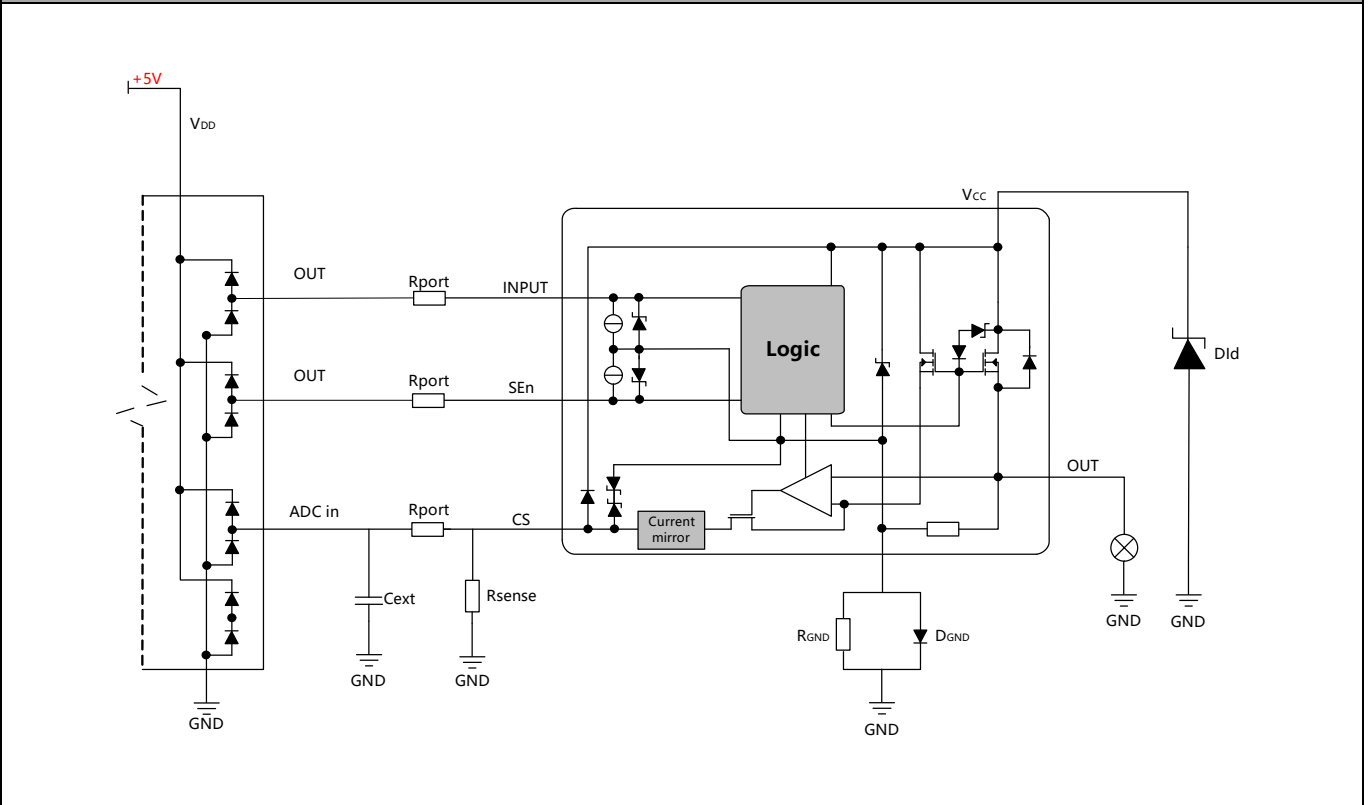 +5V
VDD
VCC
OUT
Rport
INPUT
Logic
DId
OUT
Rport
SEn
OUT
ADC in
Rport
CS
Current
mirror
Cext
Rsense
RGND
DGND
GND
GND
GND
GND
GND
GND